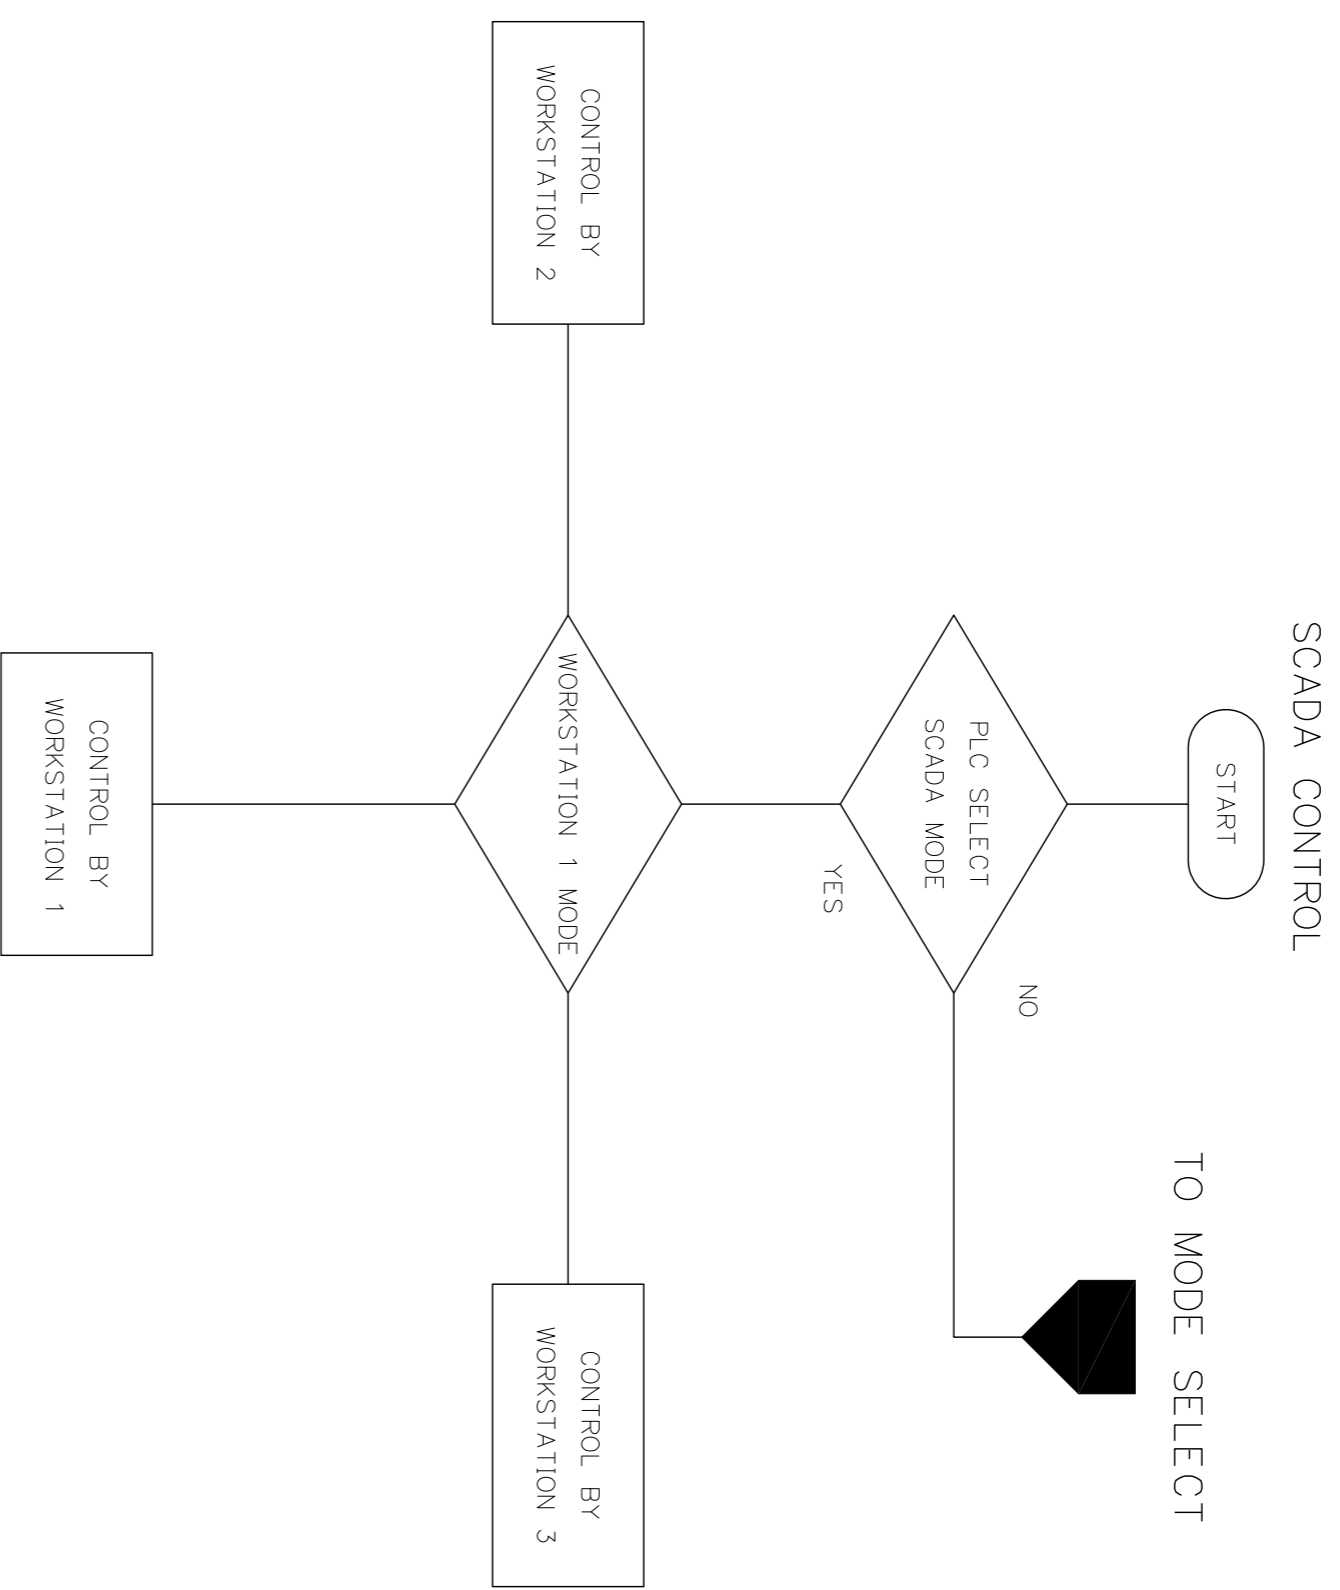 SCADA CONTROL
START
TO MODE SELECT
NO
PLC SELECT
SCADA MODE
YES
WORKSTATION 1 MODE
CONTROL BY
WORKSTATION 2
CONTROL BY
WORKSTATION 3
CONTROL BY
WORKSTATION 1